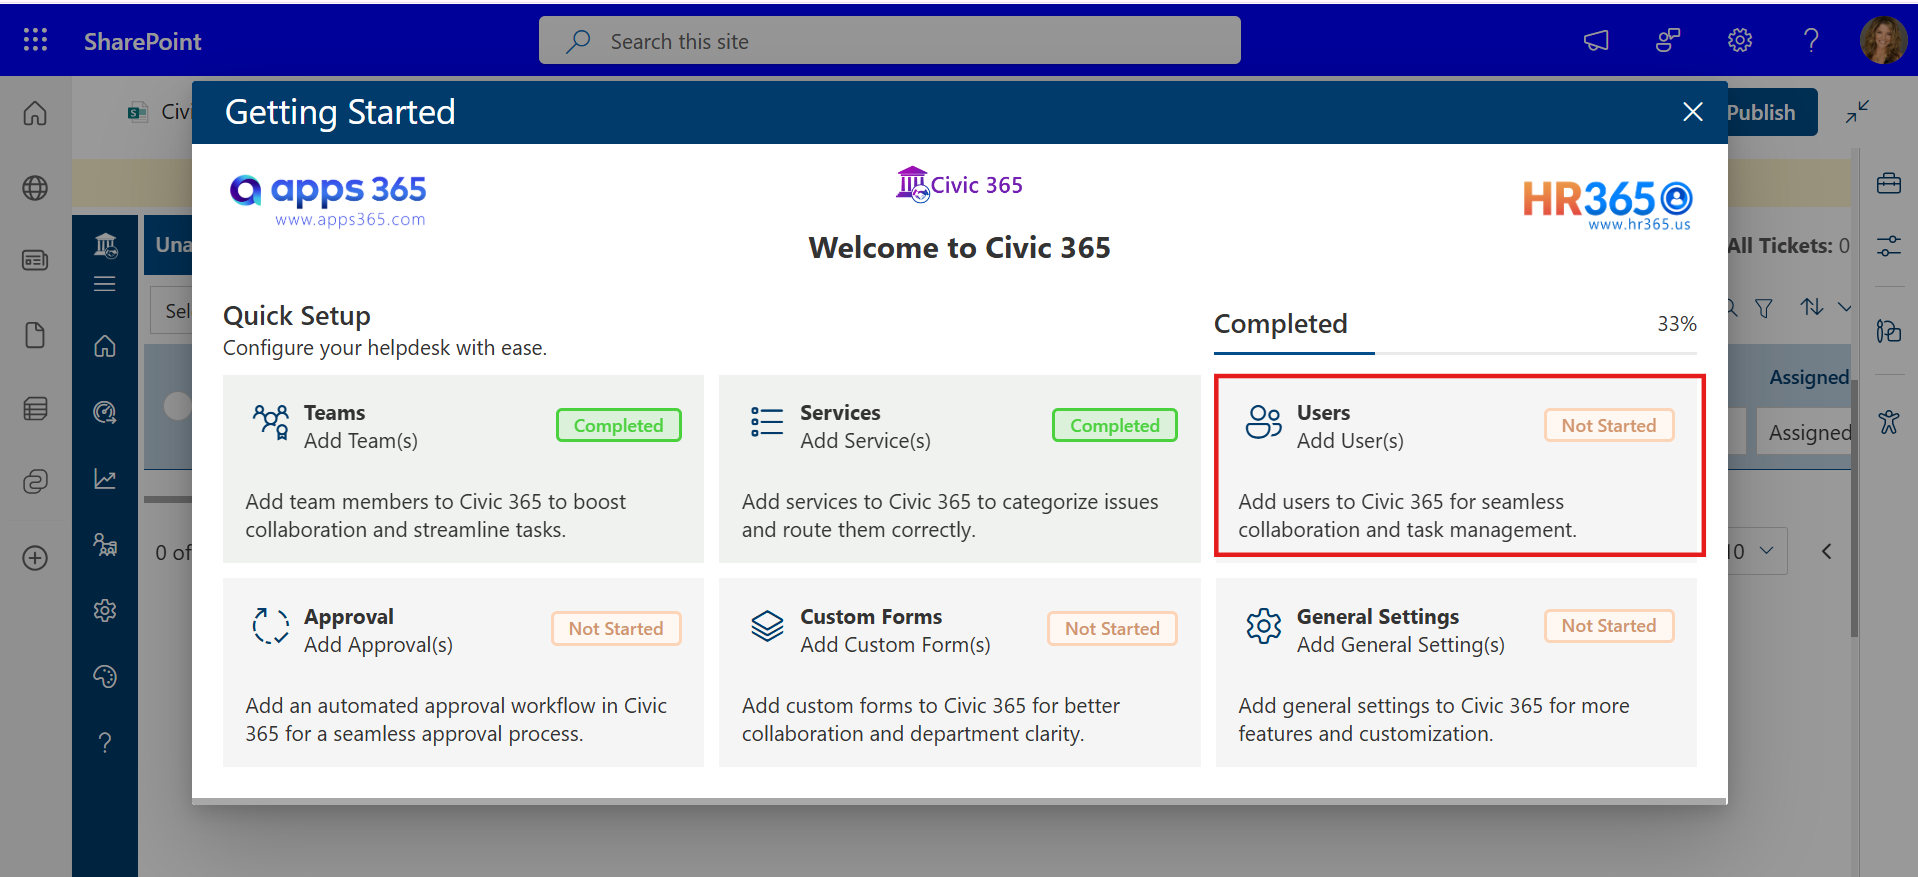 SharePoint
Search this site
Civi
Getting Started
Publish
apps 365
www.apps365.com
Civic 365
HR365
www.hr365.us
Welcome to Civic 365
Una
All Tickets: 0
Sel
Quick Setup
Configure your helpdesk with ease.
Completed
33%
Teams
Add Team(s)
Completed
Add team members to Civic 365 to boost
collaboration and streamline tasks.
Services
Add Service(s)
Completed
Add services to Civic 365 to categorize issues
and route them correctly.
Users
Add User(s)
Not Started
Add users to Civic 365 for seamless
collaboration and task management.
Assigned
Assigned
0 of
10
Approval
Add Approval(s)
Not Started
Add an automated approval workflow in Civic
365 for a seamless approval process.
Custom Forms
Add Custom Form(s)
Not Started
Add custom forms to Civic 365 for better
collaboration and department clarity.
General Settings
Add General Setting(s)
Not Started
Add general settings to Civic 365 for more
features and customization.